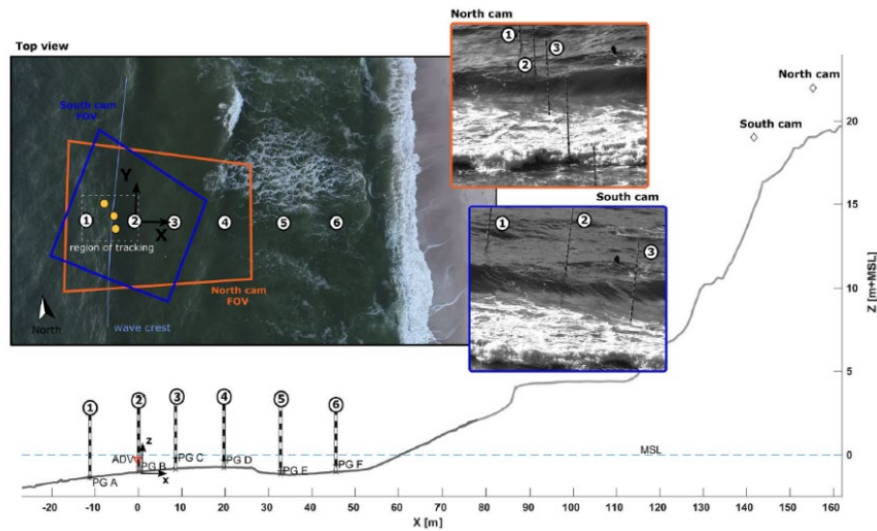 Top view
South cam
FOV
Y
1
2
3
4
5
6
X
region of tracking
North cam
FOV
North
wave crest
North cam
1
2
3
South cam
1
2
3
North cam
South cam
20
15
10
5
0
Z [m+MSL]
1
2
3
4
5
6
ADV
z
PG A
PG B
PG C
PG D
PG E
PG F
x
MSL
-20
-10
0
10
20
30
40
50
60
70
80
90
100
110
120
130
140
150
160
X [m]